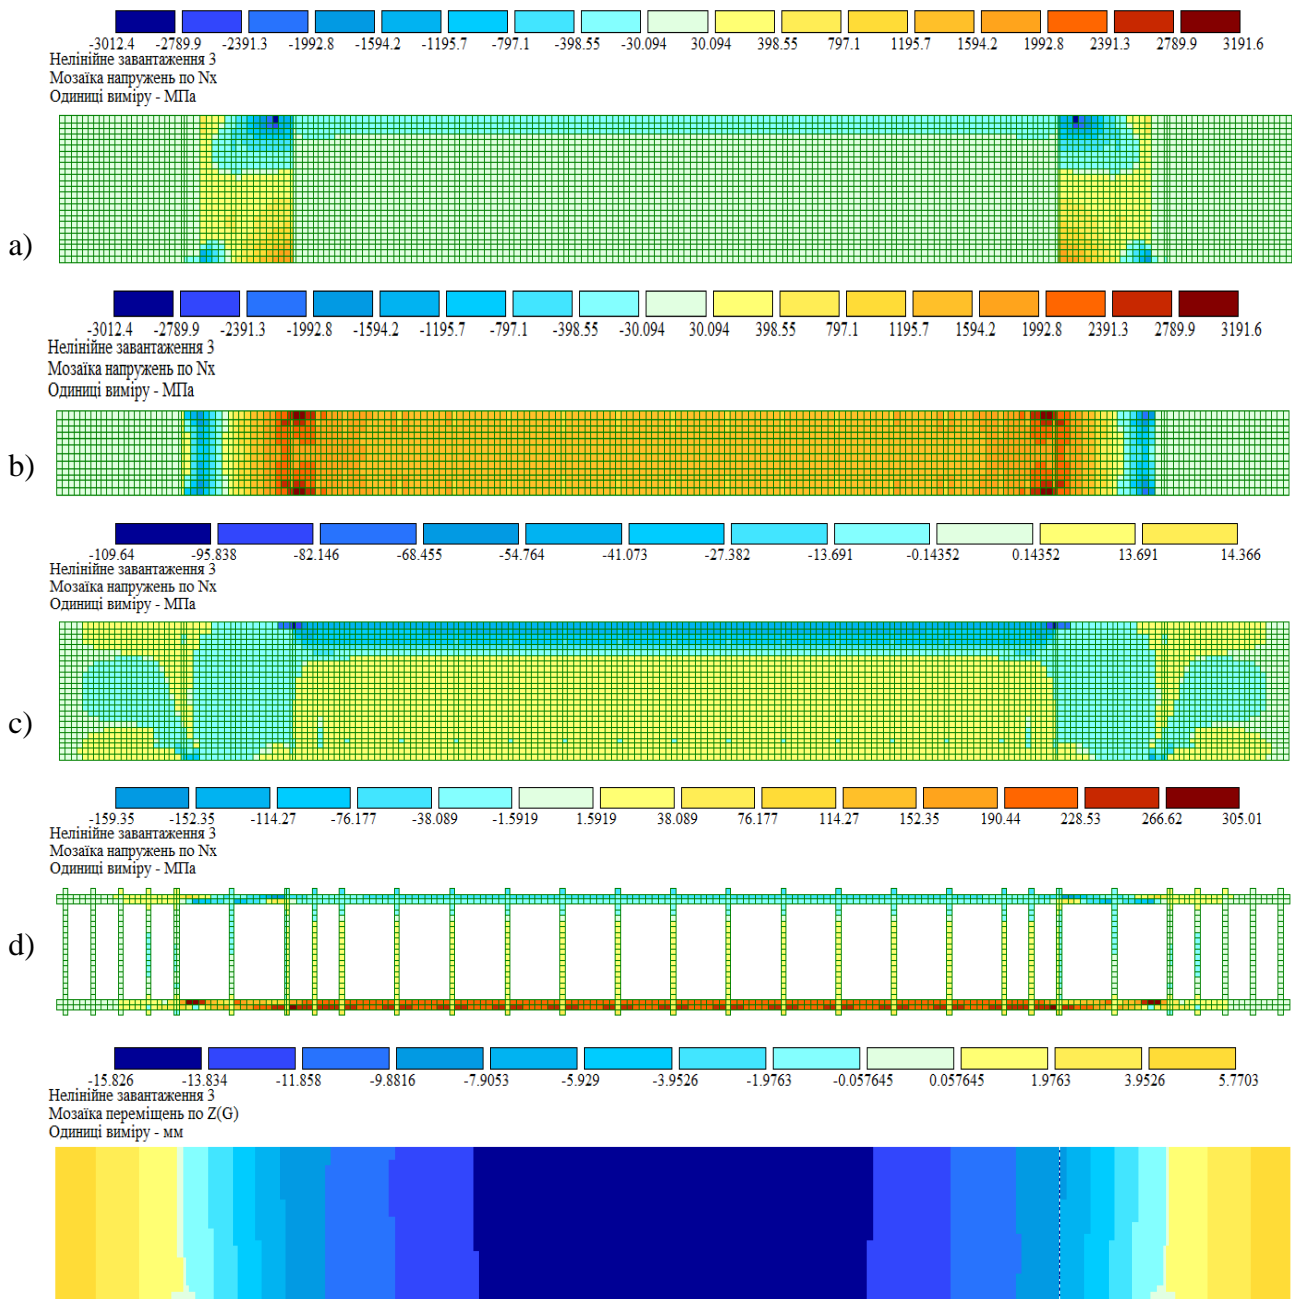 -3012.4 -2789.9 -2391.3 -1992.8 -1594.2 -1195.7 -797.1 -398.55 -30.094 30.094 398.55 797.1 1195.7 1594.2 1992.8 2391.3 2789.9 3191.6
Нелінійне завантаження 3
Мозаїка напружень по Nx
Одиниці виміру - МПа
a)
-3012.4 -2789.9 -2391.3 -1992.8 -1594.2 -1195.7 -797.1 -398.55 -30.094 30.094 398.55 797.1 1195.7 1594.2 1992.8 2391.3 2789.9 3191.6
Нелінійне завантаження 3
Мозаїка напружень по Nx
Одиниці виміру - МПа
b)
-109.64 -95.838 -82.146 -68.455 -54.764 -41.073 -27.382 -13.691 -0.14352 0.14352 13.691 14.366
Нелінійне завантаження 3
Мозаїка напружень по Nx
Одиниці виміру - МПа
c)
-159.35 -152.35 -114.27 -76.177 -38.089 -1.5919 1.5919 38.089 76.177 114.27 152.35 190.44 228.53 266.62 305.01
Нелінійне завантаження 3
Мозаїка напружень по Nx
Одиниці виміру - МПа
d)
-15.826 -13.834 -11.858 -9.8816 -7.9053 -5.929 -3.9526 -1.9763 -0.057645 0.057645 1.9763 3.9526 5.7703
Нелінійне завантаження 3
Мозаїка переміщень по Z(G)
Одиниці виміру - мм